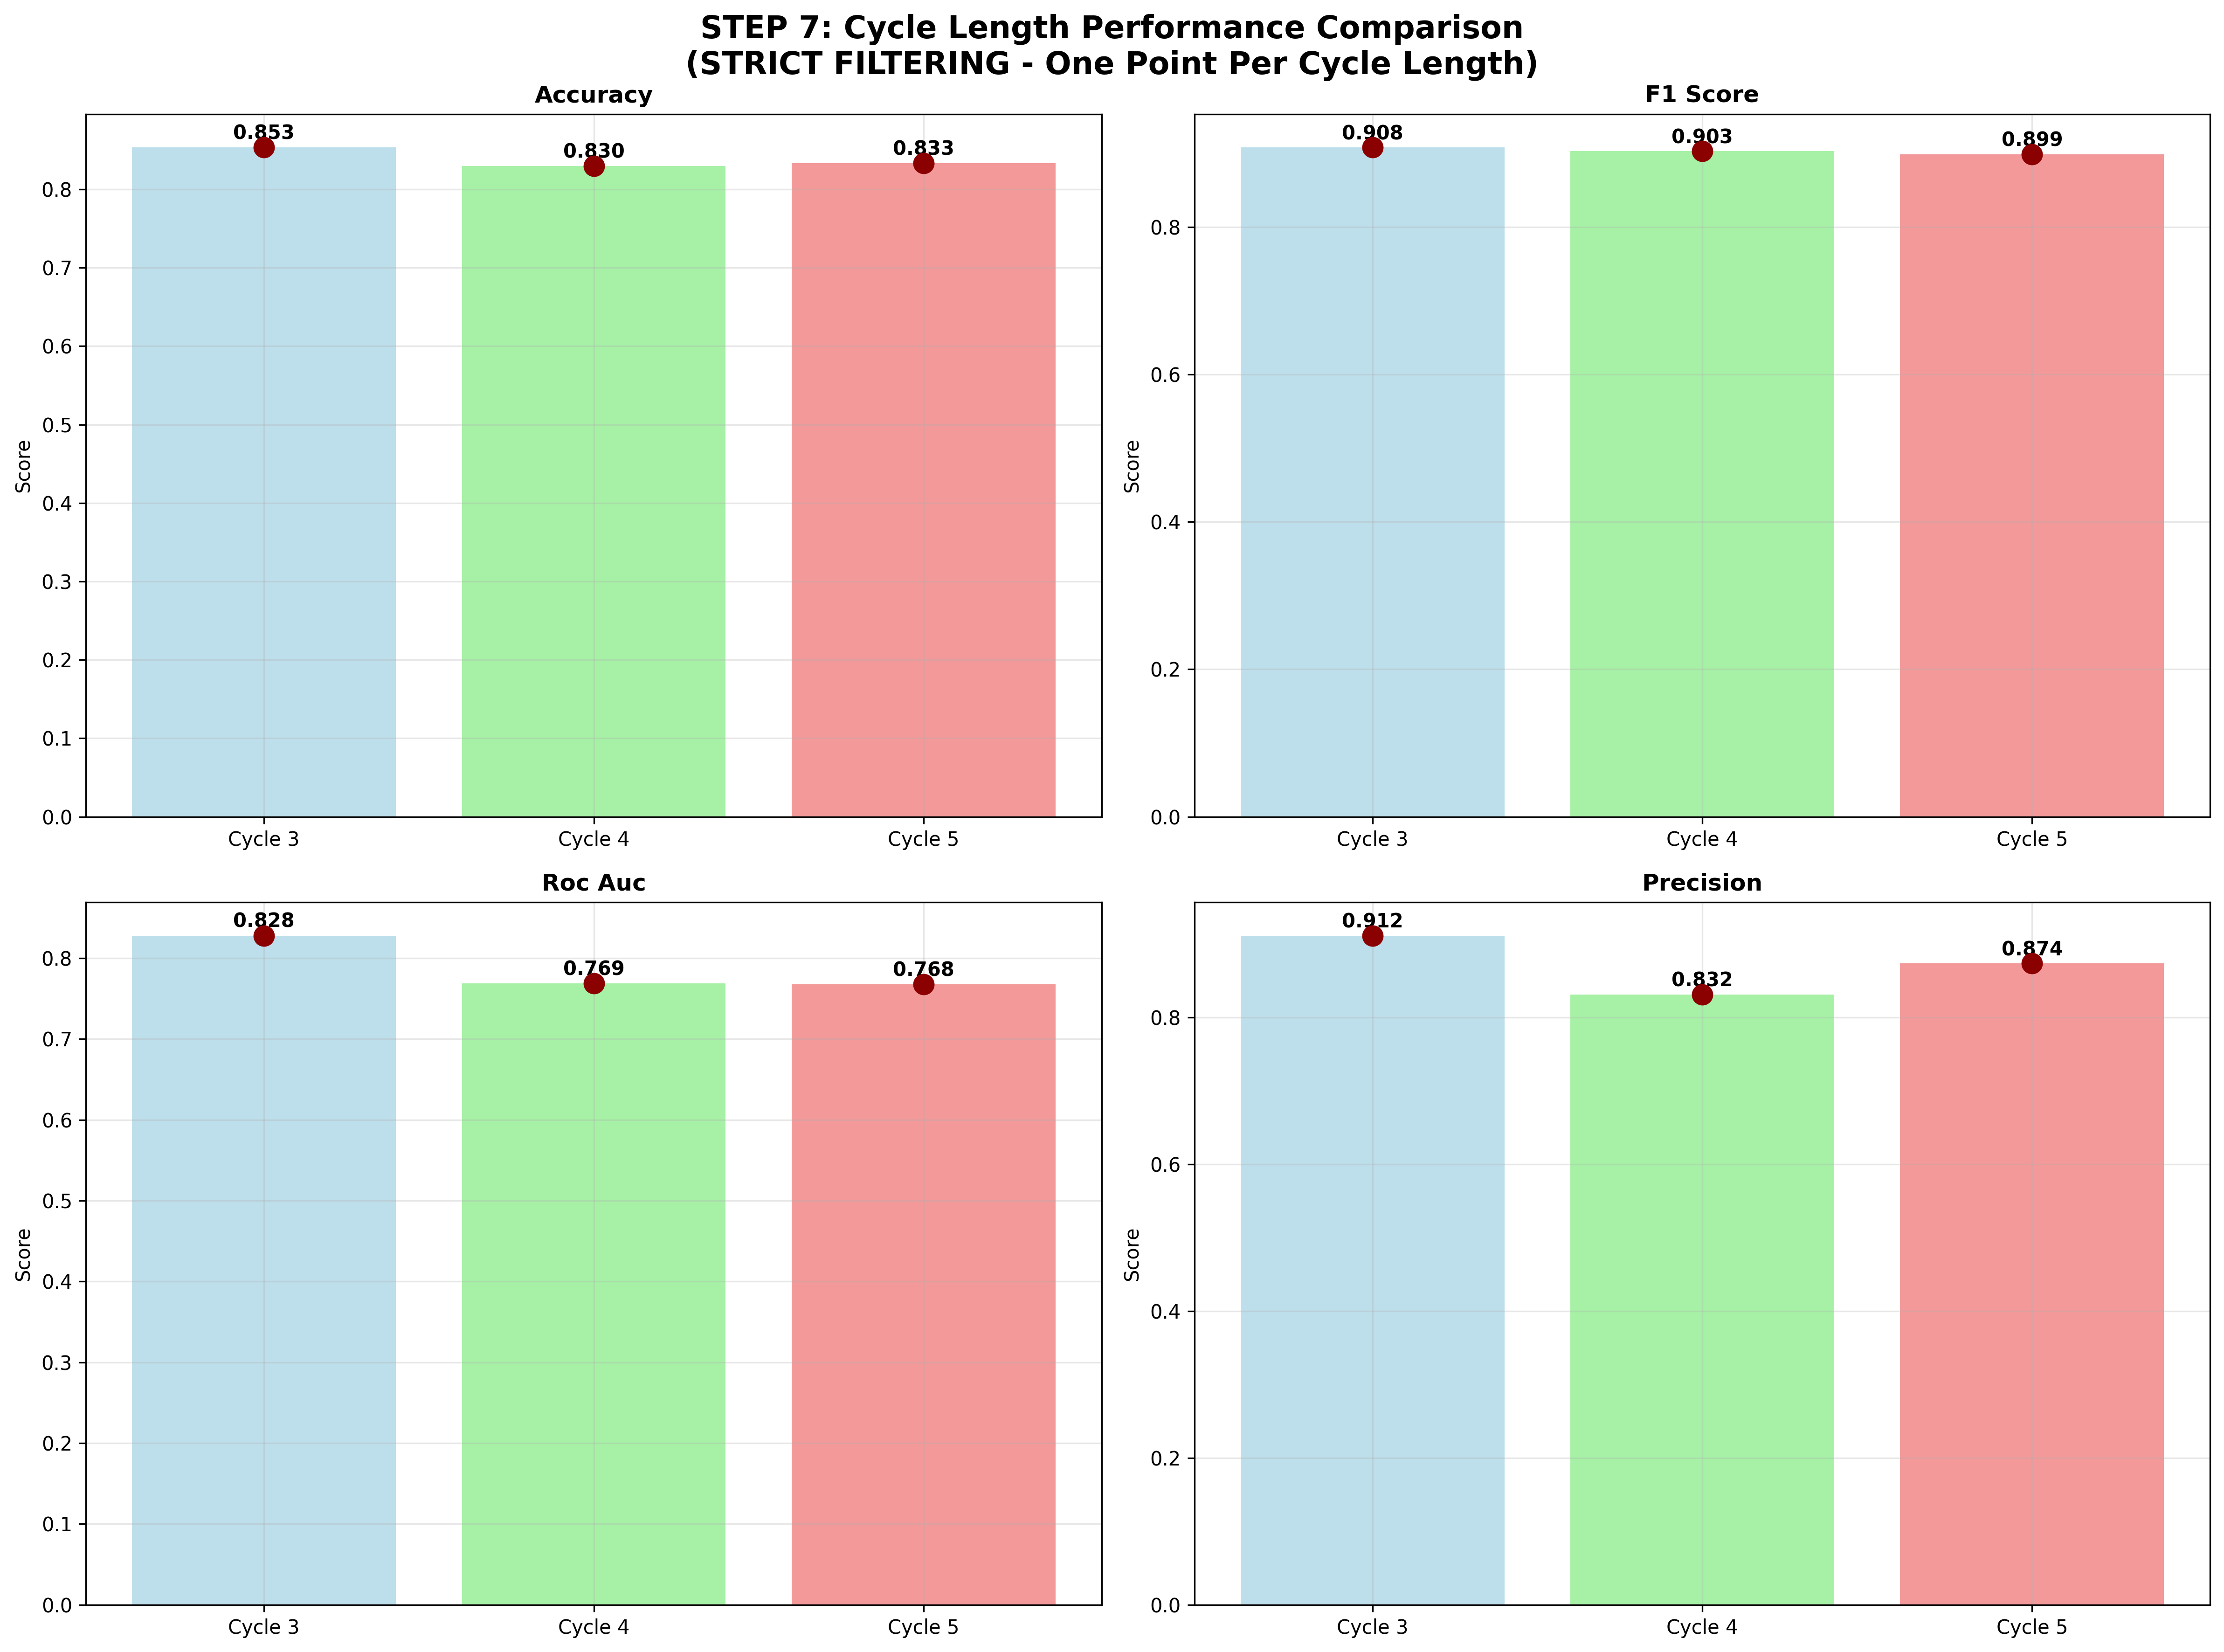 STEP 7: Cycle Length Performance Comparison
(STRICT FILTERING - One Point Per Cycle Length)
Accuracy
0.853
0.830
0.833
0.8
0.7
0.6
0.5
0.4
0.3
0.2
0.1
0.0
Score
Cycle 3
Cycle 4
Cycle 5
F1 Score
0.908
0.903
0.899
0.8
0.6
0.4
0.2
0.0
Score
Cycle 3
Cycle 4
Cycle 5
Roc Auc
0.828
0.769
0.768
0.8
0.7
0.6
0.5
0.4
0.3
0.2
0.1
0.0
Score
Cycle 3
Cycle 4
Cycle 5
Precision
0.912
0.832
0.874
0.8
0.6
0.4
0.2
0.0
Score
Cycle 3
Cycle 4
Cycle 5